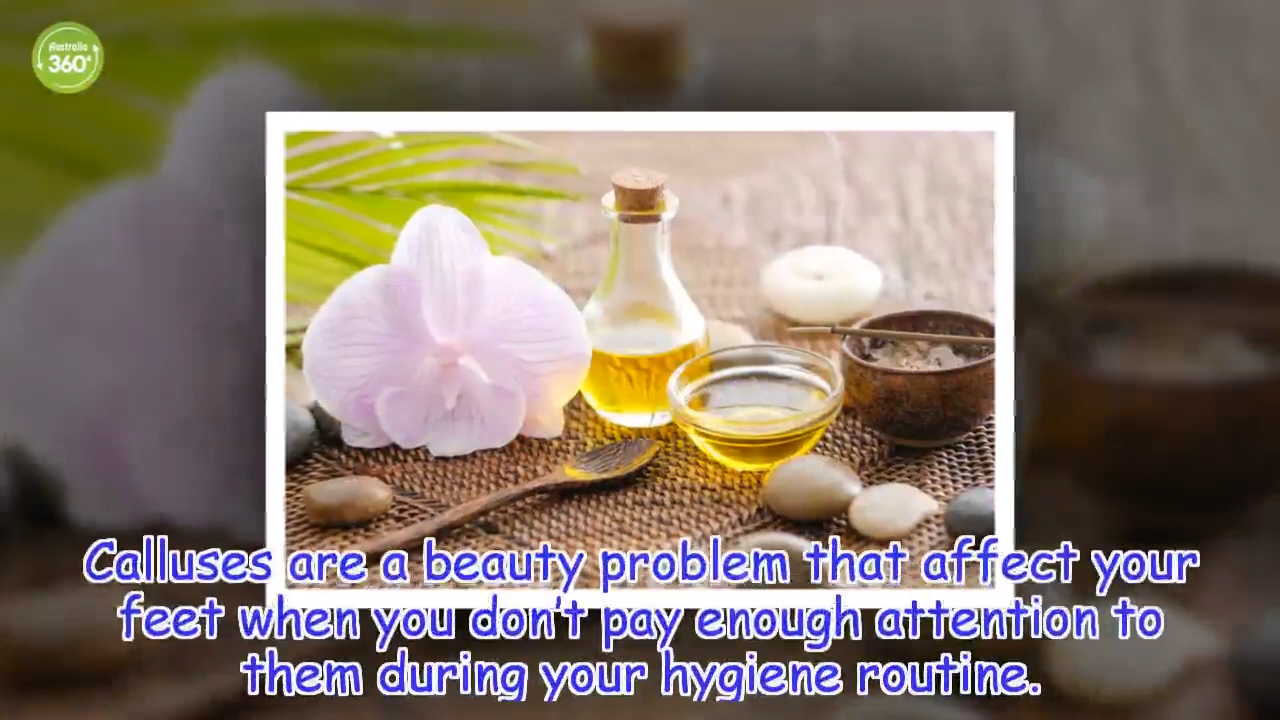 Australia
360°
Calluses are a beauty problem that affect your
feet when you don't pay enough attention to
them during your hygiene routine.